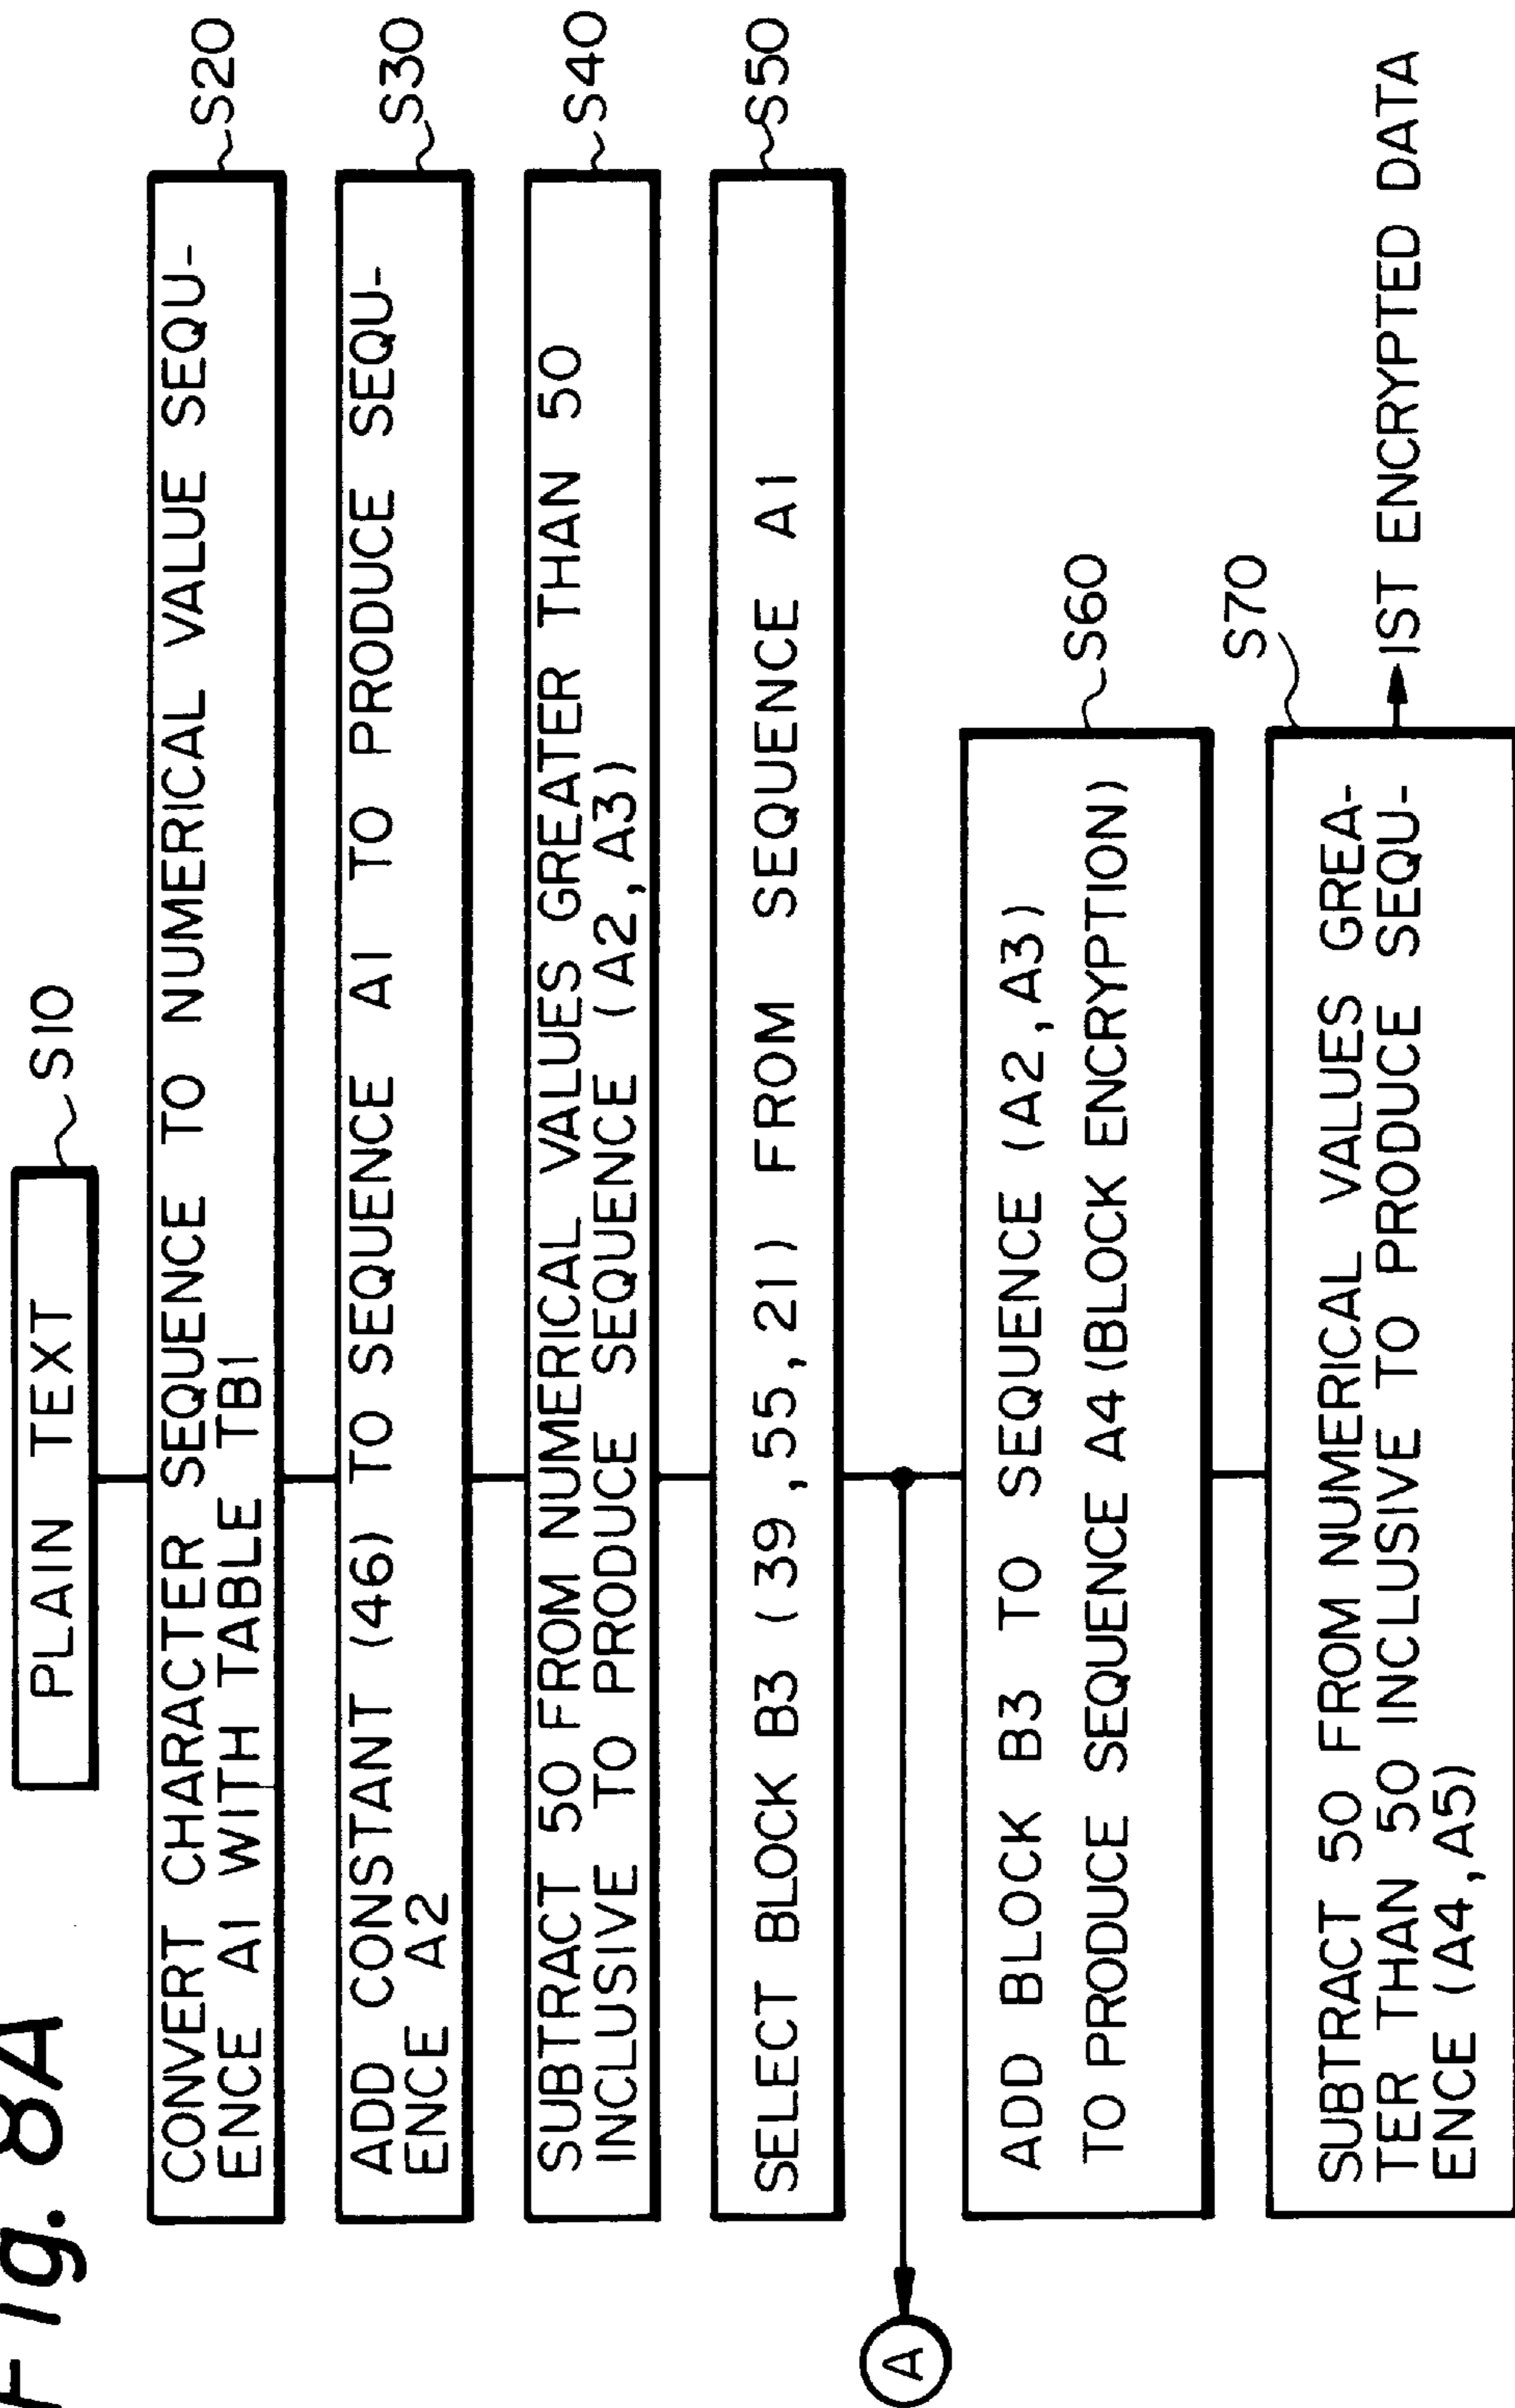 Fig. 8A
PLAIN TEXT
S10
CONVERT CHARACTER SEQUENCE TO NUMERICAL VALUE SEQU-
ENCE A1 WITH TABLE TB1
S20
ADD CONSTANT (46) TO SEQUENCE A1 TO PRODUCE SEQU-
ENCE A2
S30
SUBTRACT 50 FROM NUMERICAL VALUES GREATER THAN 50
INCLUSIVE TO PRODUCE SEQUENCE (A2,A3)
S40
SELECT BLOCK B3 (39,55,21) FROM SEQUENCE A1
S50
A
ADD BLOCK B3 TO SEQUENCE (A2,A3)
TO PRODUCE SEQUENCE A4 (BLOCK ENCRYPTION)
S60
SUBTRACT 50 FROM NUMERICAL VALUES GREA-
TER THAN 50 INCLUSIVE TO PRODUCE SEQU-
ENCE (A4,A5)
S70
1ST ENCRYPTED DATA